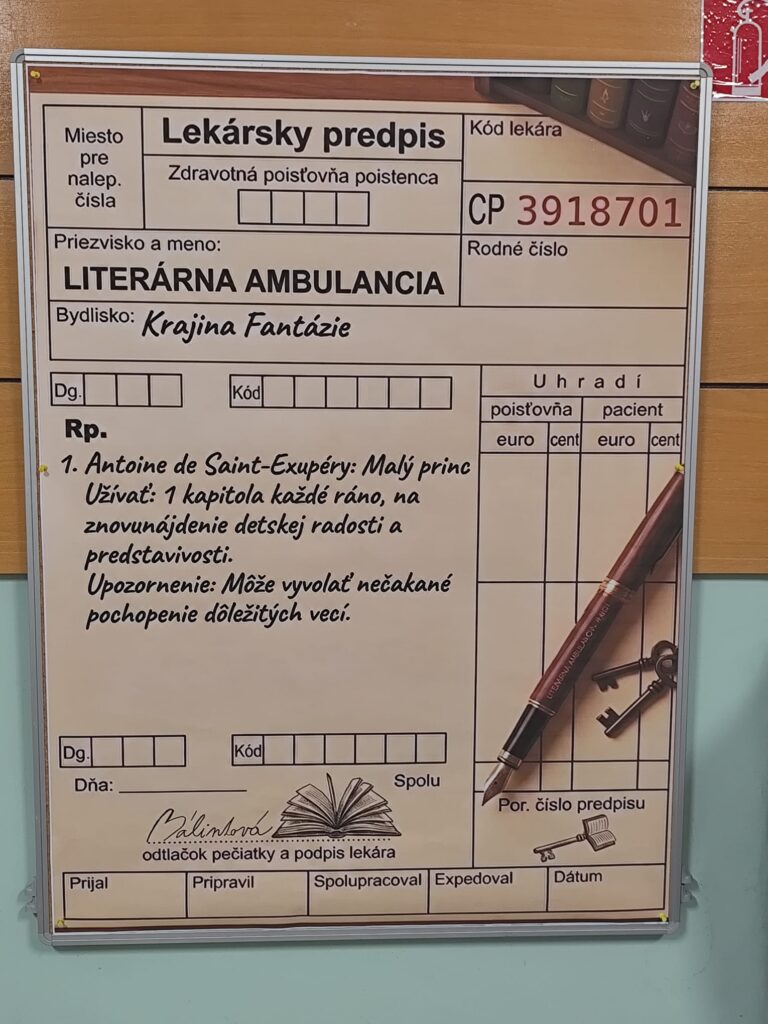 Miesto
pre
nalep.
čísla
Lekársky predpis
Zdravotná poisťovňa poistenca
Kód lekára
CP 3918701
Priezvisko a meno:
LITERÁRNA AMBULANCIA
Rodné číslo
Bydlisko: Krajina Fantázie
Dg.
Kód
Uhradí
poisťovňa pacient
euro cent euro cent
Rp.
1. Antoine de Saint-Exupéry: Malý princ
Užívať: 1 kapitola každé ráno, na
znovunájdenie detskej radosti a
predstavivosti.
Upozornenie: Môže vyvolať nečakané
pochopenie dôležitých vecí.
Dg.
Kód
Dňa:
Spolu
Bálintová
odtlačok pečiatky a podpis lekára
Por. číslo predpisu
Prijal
Pripravil
Spolupracoval
Expedoval
Dátum